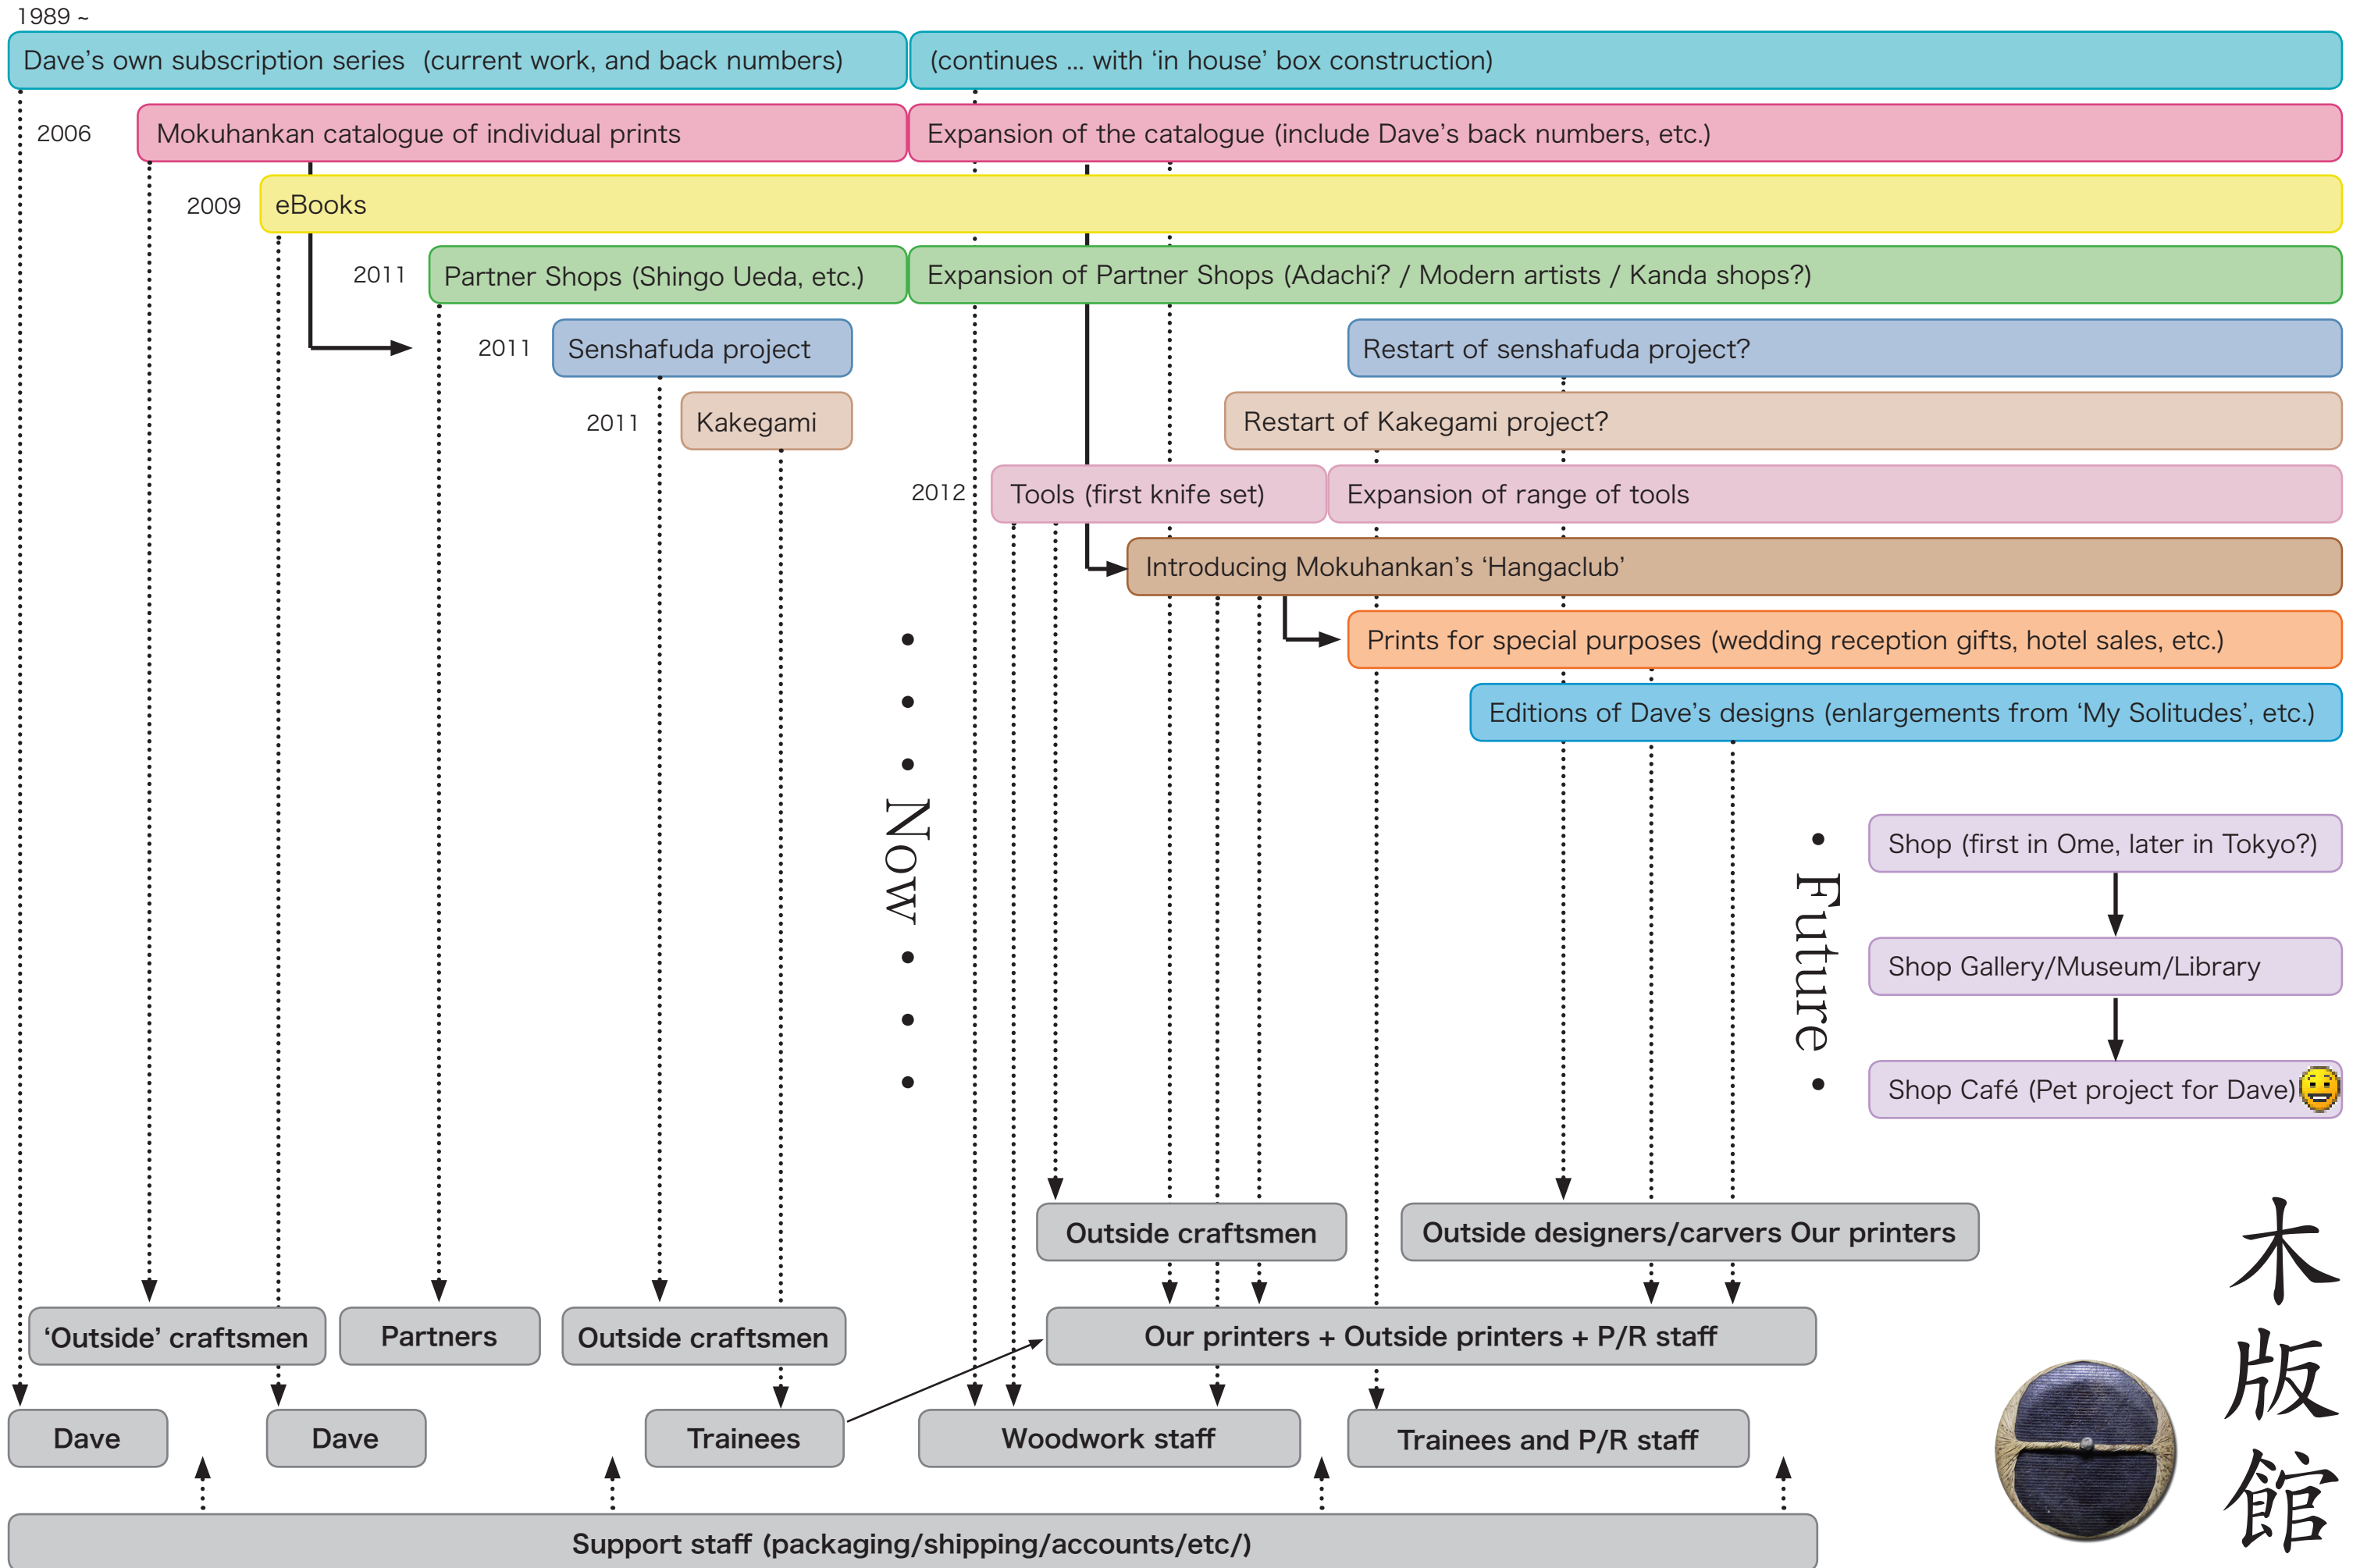 1989 ~
Dave’s own subscription series (current work, and back numbers)
(continues ... with ‘in house’ box construction)
2006
Mokuhankan catalogue of individual prints
Expansion of the catalogue (include Dave’s back numbers, etc.)
2009
eBooks
2011
Partner Shops (Shingo Ueda, etc.)
Expansion of Partner Shops (Adachi? / Modern artists / Kanda shops?)
2011
Senshafuda project
Restart of senshafuda project?
2011
Kakegami
Restart of Kakegami project?
2012
Tools (first knife set)
Expansion of range of tools
Introducing Mokuhankan’s ‘Hangaclub’
Prints for special purposes (wedding reception gifts, hotel sales, etc.)
Editions of Dave’s designs (enlargements from ‘My Solitudes’, etc.)
• • • Now • • •
• Future •
Shop (first in Ome, later in Tokyo?)
Shop Gallery/Museum/Library
Shop Café (Pet project for Dave)
Outside craftsmen
Outside designers/carvers Our printers
‘Outside’ craftsmen
Partners
Outside craftsmen
Our printers + Outside printers + P/R staff
Dave
Dave
Trainees
Woodwork staff
Trainees and P/R staff
Support staff (packaging/shipping/accounts/etc/)
木版館